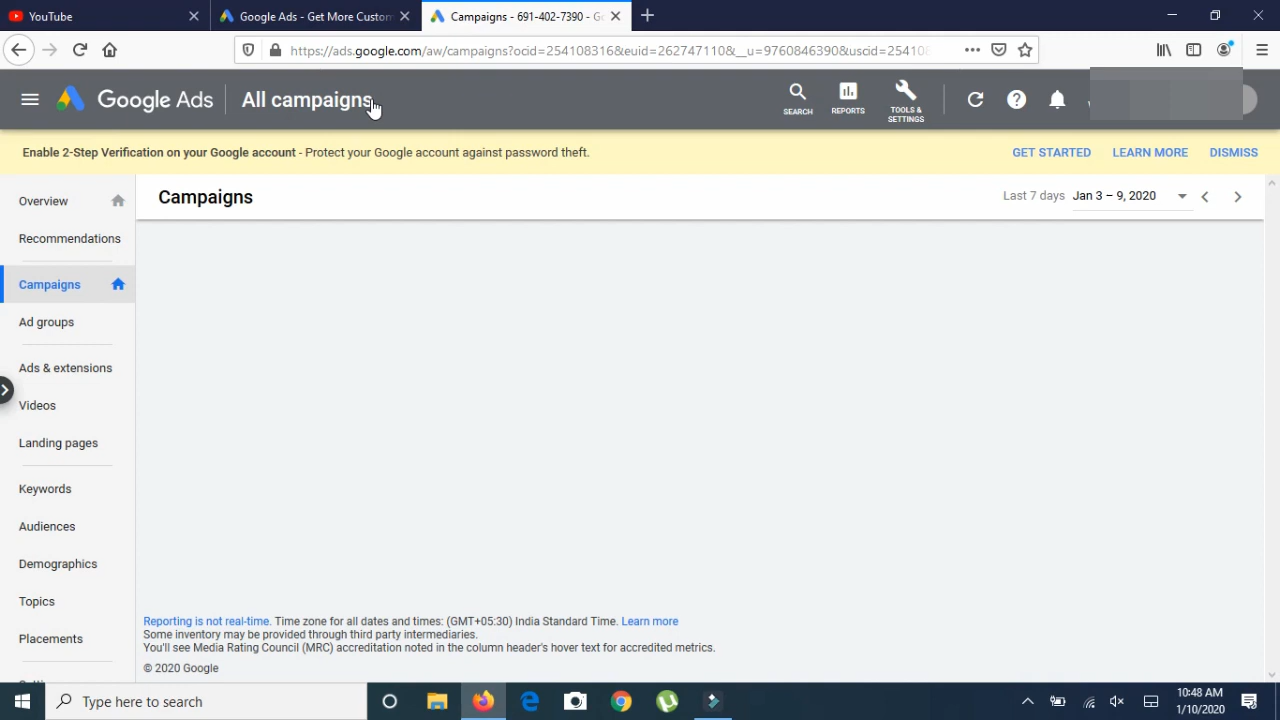 YouTube
Google Ads - Get More Custom
Campaigns - 691-402-7390 - Go
https://ads.google.com/aw/campaigns?ocid=254108316&euid=262747110&__u=9760846390&uscid=25410
Google Ads
All campaigns
SEARCH
REPORTS
TOOLS &
SETTINGS
Enable 2-Step Verification on your Google account - Protect your Google account against password theft.
GET STARTED
LEARN MORE
DISMISS
Overview
Campaigns
Last 7 days
Jan 3 – 9, 2020
Recommendations
Campaigns
Ad groups
Ads & extensions
Videos
Landing pages
Keywords
Audiences
Demographics
Topics
Placements
Reporting is not real-time. Time zone for all dates and times: (GMT+05:30) India Standard Time. Learn more
Some inventory may be provided through third party intermediaries.
You'll see Media Rating Council (MRC) accreditation noted in the column header's hover text for accredited metrics.
© 2020 Google
Type here to search
10:48 AM
1/10/2020